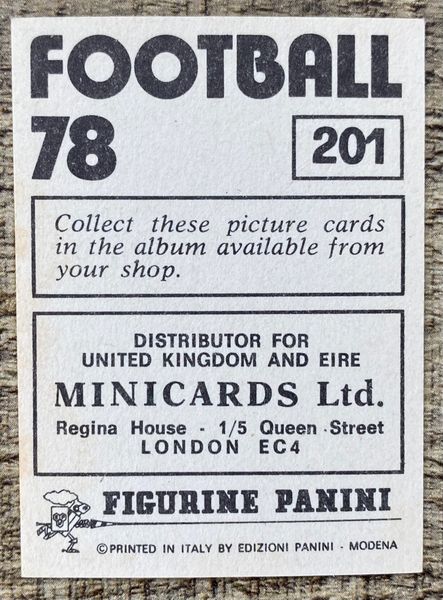 FOOTBALL
78
201
Collect these picture cards
in the album available from
your shop.
DISTRIBUTOR FOR
UNITED KINGDOM AND EIRE
MINICARDS Ltd.
Regina House - 1/5 Queen Street
LONDON EC4
FIGURINE PANINI
© PRINTED IN ITALY BY EDIZIONI PANINI - MODENA